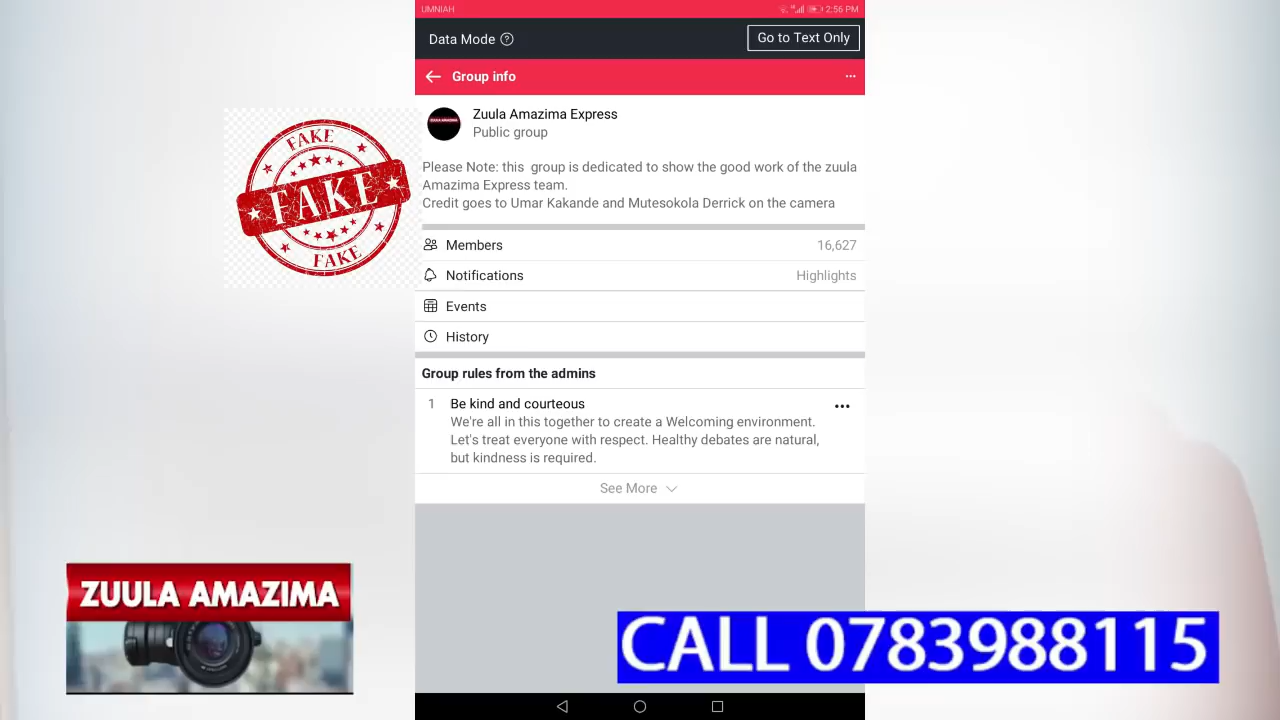 UMNIAH
2:56 PM
Data Mode
Go to Text Only
Group info
Zuula Amazima Express
Public group
Please Note: this group is dedicated to show the good work of the zuula
Amazima Express team.
Credit goes to Umar Kakande and Mutesokola Derrick on the camera
Members 16,627
Notifications Highlights
Events
History
Group rules from the admins
1 Be kind and courteous
We're all in this together to create a Welcoming environment.
Let's treat everyone with respect. Healthy debates are natural,
but kindness is required.
See More
FAKE
FAKE
FAKE
ZUULA AMAZIMA
ZUULA AMAZIMA
CALL 0783988115